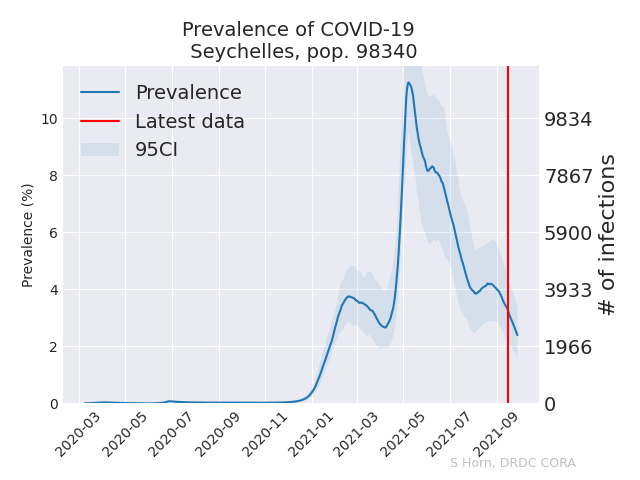 Prevalence of COVID-19
Seychelles, pop. 98340
Prevalence
Latest data
95CI
Prevalence (%)
10
8
6
4
2
0
9834
7867
5900
3933
1966
0
# of infections
2020-03
2020-05
2020-07
2020-09
2020-11
2021-01
2021-03
2021-05
2021-07
2021-09
S Horn, DRDC CORA